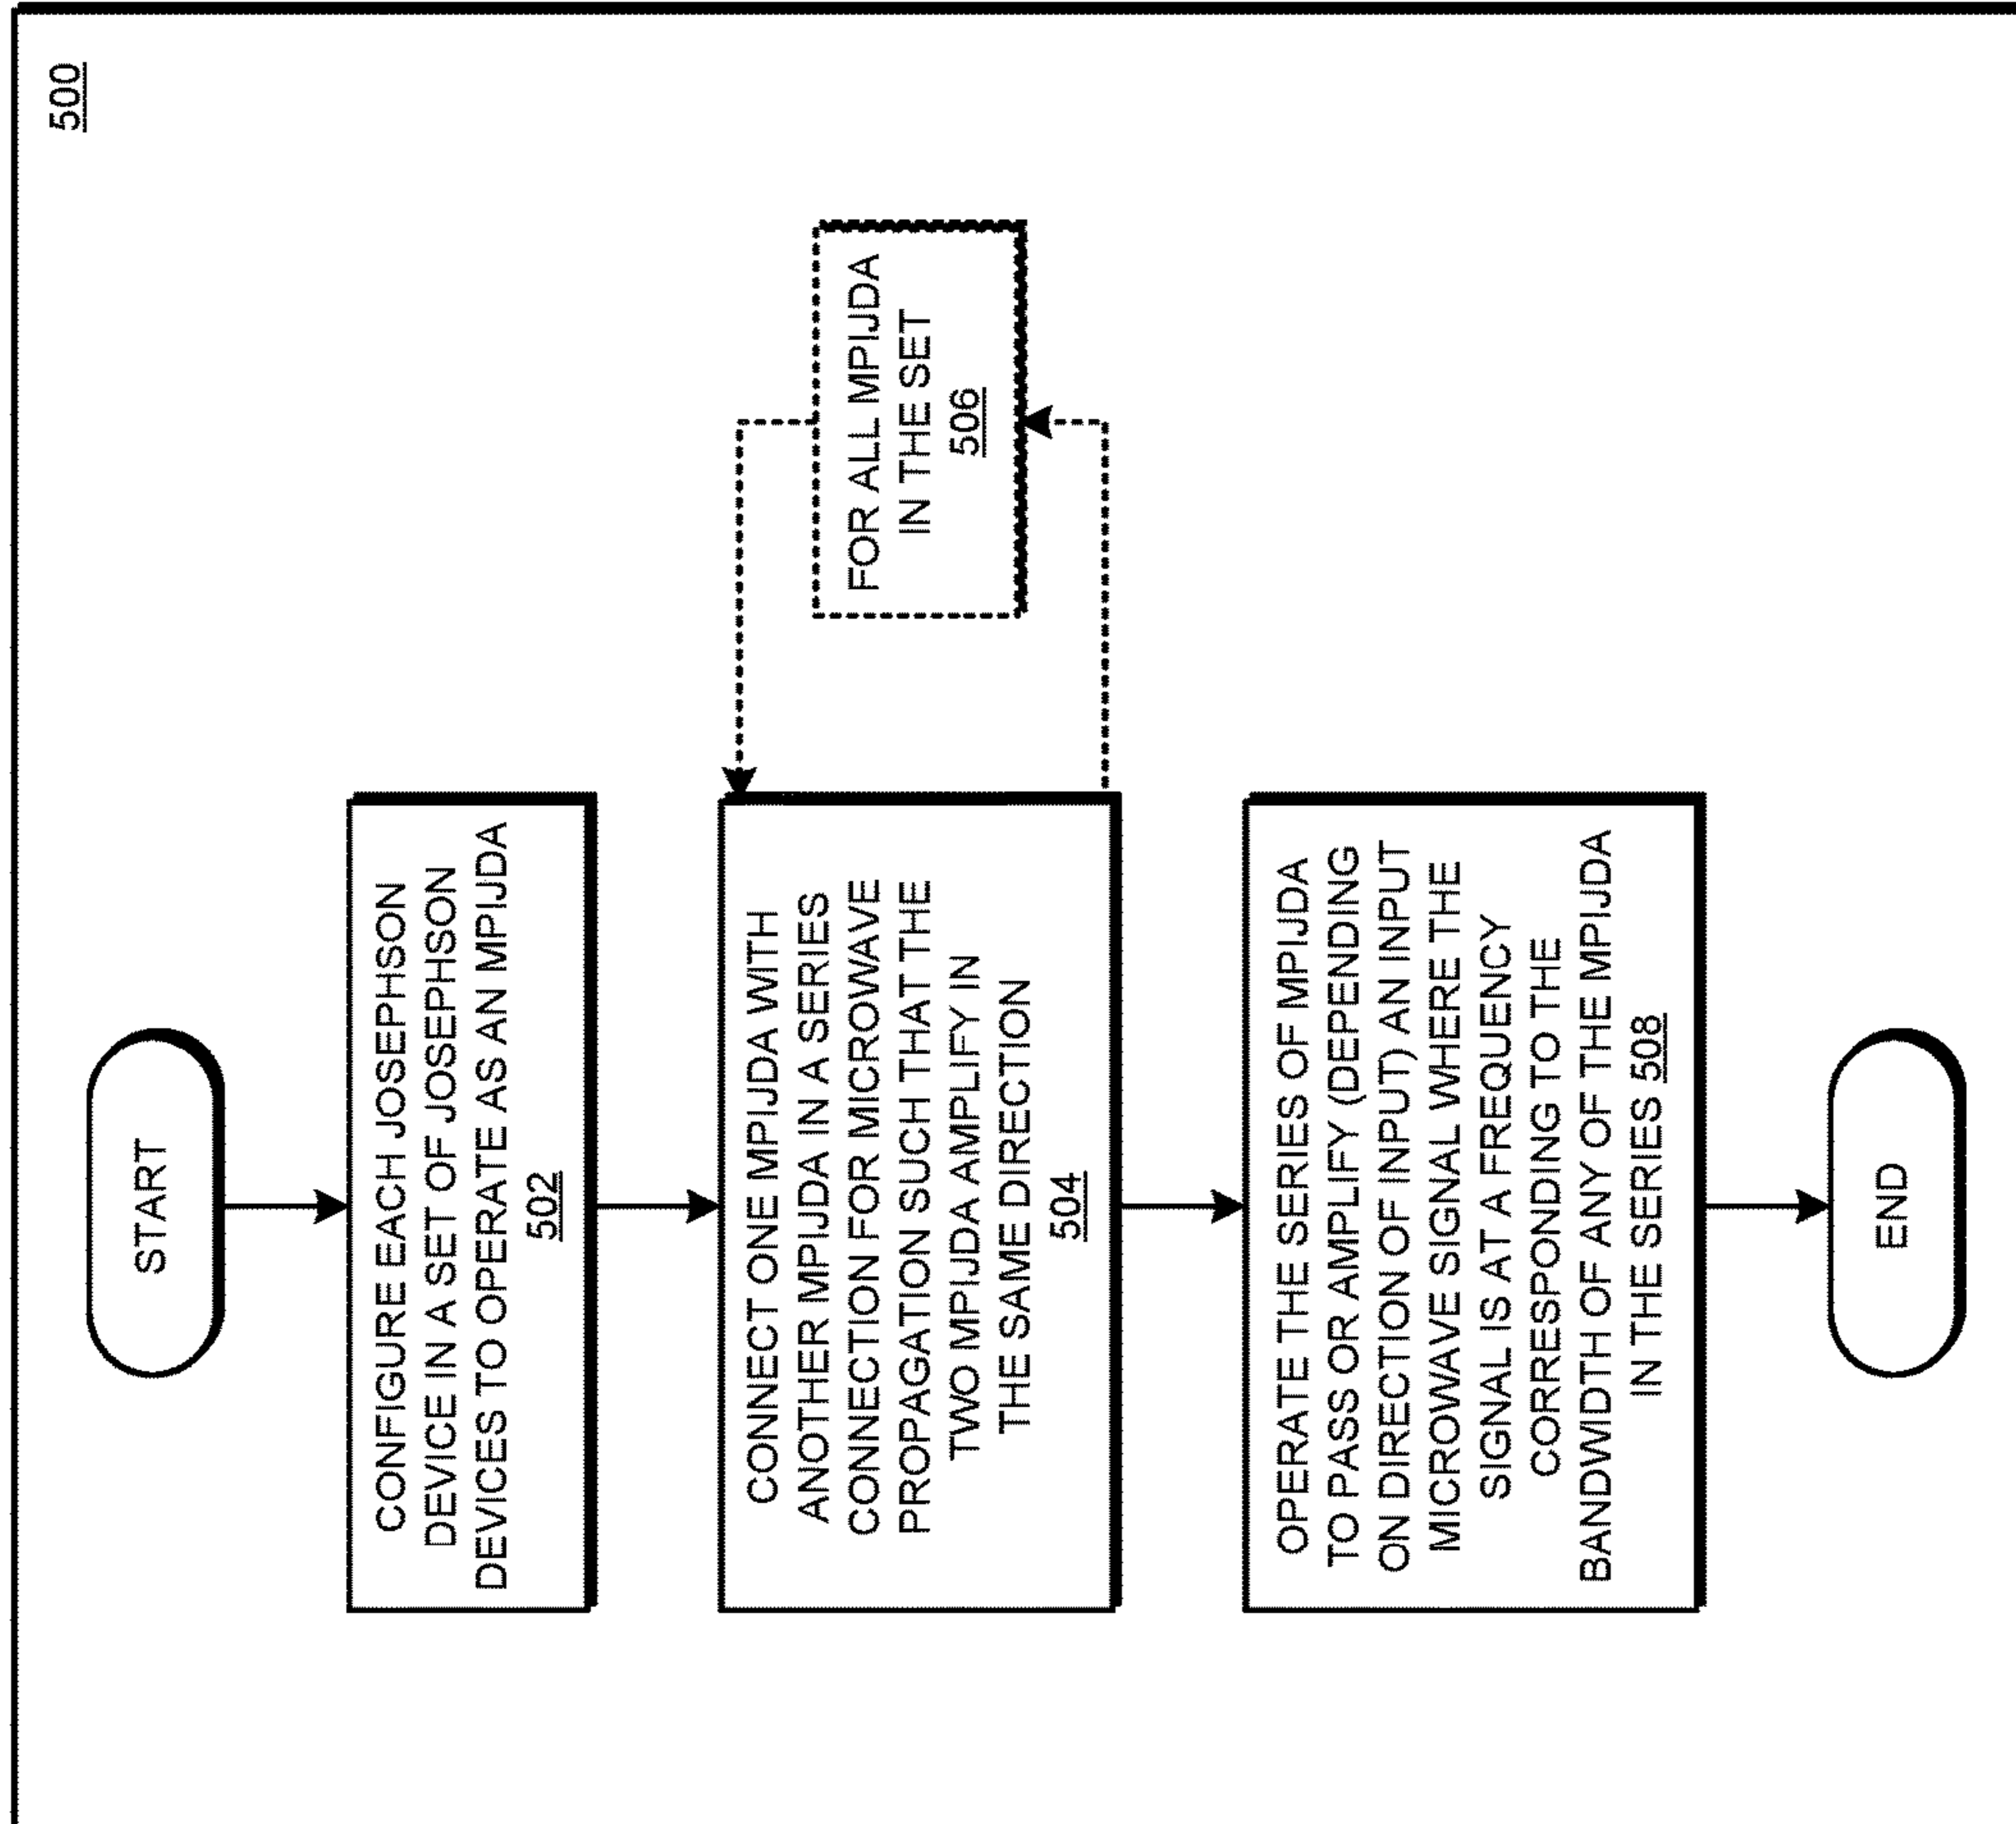 500
START
CONFIGURE EACH JOSEPHSON
DEVICE IN A SET OF JOSEPHSON
DEVICES TO OPERATE AS AN MPIJDA
502
CONNECT ONE MPIJDA WITH
ANOTHER MPIJDA IN A SERIES
CONNECTION FOR MICROWAVE
PROPAGATION SUCH THAT THE
TWO MPIJDA AMPLIFY IN
THE SAME DIRECTION
504
FOR ALL MPIJDA
IN THE SET
506
OPERATE THE SERIES OF MPIJDA
TO PASS OR AMPLIFY (DEPENDING
ON DIRECTION OF INPUT) AN INPUT
MICROWAVE SIGNAL WHERE THE
SIGNAL IS AT A FREQUENCY
CORRESPONDING TO THE
BANDWIDTH OF ANY OF THE MPIJDA
IN THE SERIES 508
END